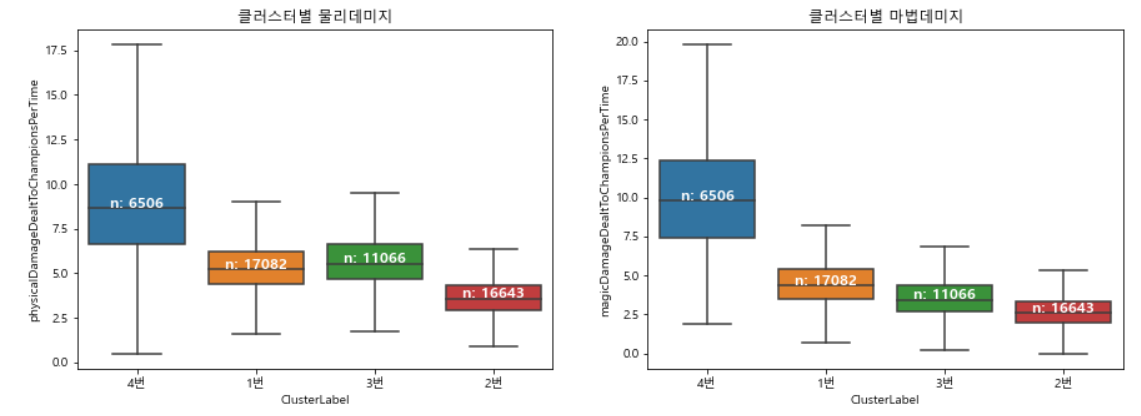 클러스터별 물리데미지
physicalDamageDealtToChampionsPerTime
17.5
15.0
12.5
10.0
7.5
5.0
2.5
0.0
n: 6506
n: 17082
n: 11066
n: 16643
4번 1번 3번 2번
ClusterLabel
클러스터별 마법데미지
magicDamageDealtToChampionsPerTime
20.0
17.5
15.0
12.5
10.0
7.5
5.0
2.5
0.0
n: 6506
n: 17082
n: 11066
n: 16643
4번 1번 3번 2번
ClusterLabel